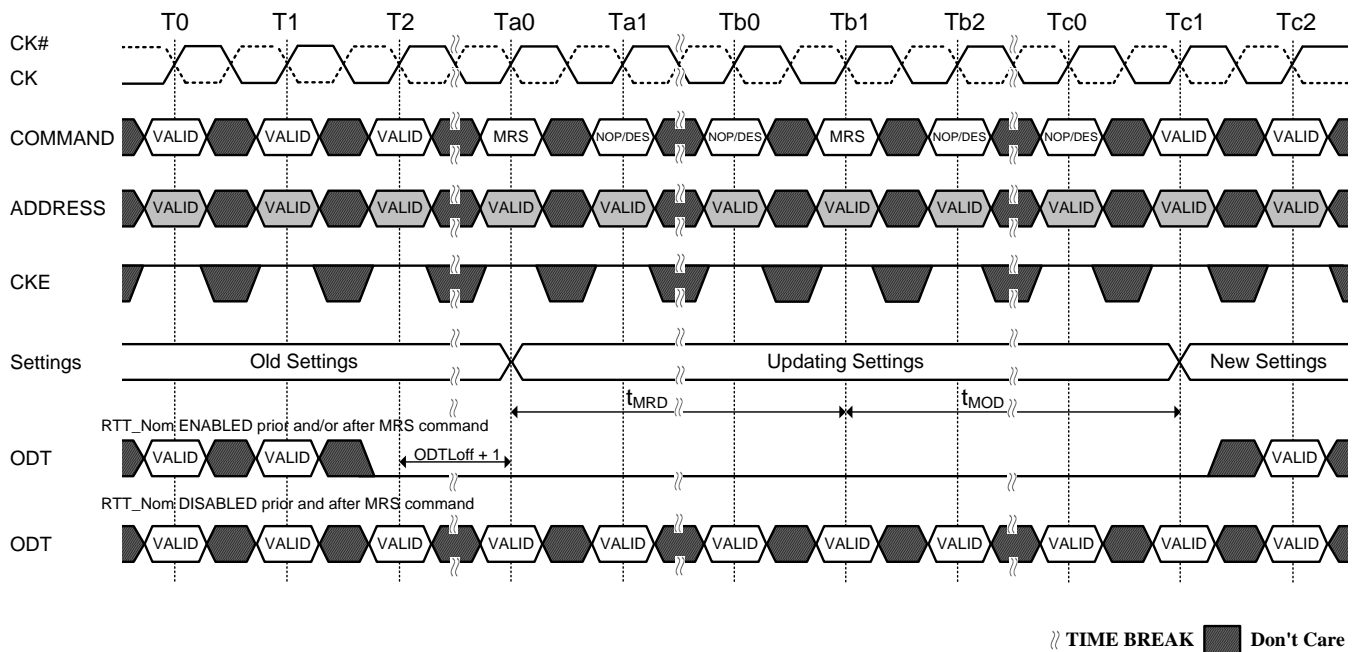 T0 T1 T2 Ta0 Ta1 Tb0 Tb1 Tb2 Tc0 Tc1 Tc2
CK#
CK
COMMAND VALID VALID VALID MRS NOP/DES NOP/DES MRS NOP/DES NOP/DES VALID VALID
ADDRESS VALID VALID VALID VALID VALID VALID VALID VALID VALID VALID VALID
CKE
Settings Old Settings Updating Settings New Settings
tMRD tMOD
RTT_Nom ENABLED prior and/or after MRS command
ODT VALID VALID ODTLoff + 1 VALID
RTT_Nom DISABLED prior and after MRS command
ODT VALID VALID VALID VALID VALID VALID VALID VALID VALID VALID VALID
TIME BREAK Don't Care